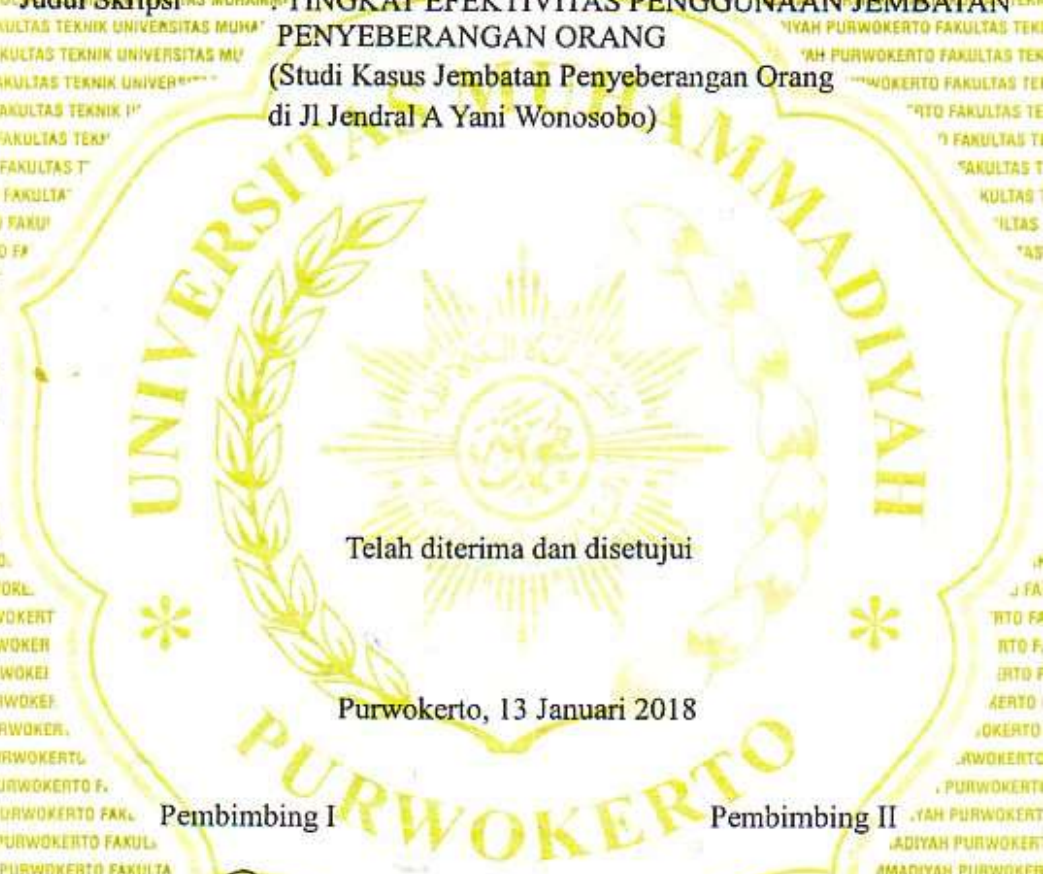 Judul Skripsi : TINGKAT EFEKTIVITAS PENGGUNAAN JEMBATAN
PENYEBERANGAN ORANG
(Studi Kasus Jembatan Penyeberangan Orang
di Jl Jendral A Yani Wonosobo)
UNIVERSITAS MUHAMMADIYAH
Telah diterima dan disetujui
Purwokerto, 13 Januari 2018
PURWOKERTO
Pembimbing I
Pembimbing II